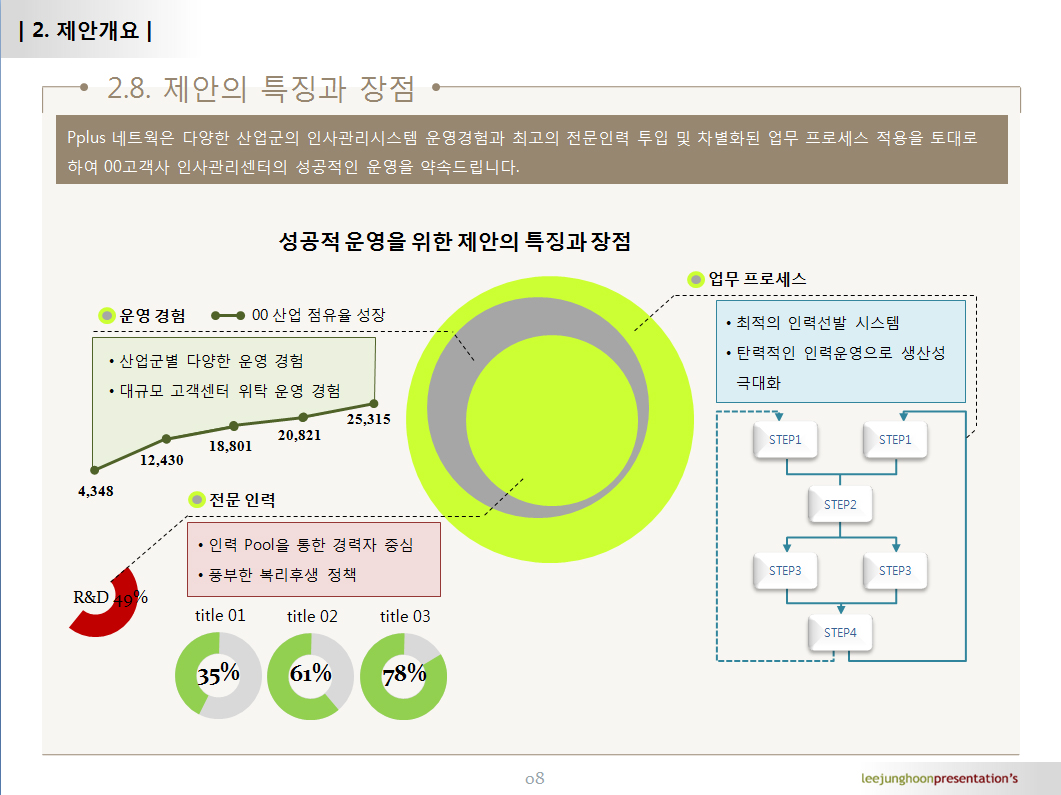 | 2. 제안개요 |
2.8. 제안의 특징과 장점
Pplus 네트웍은 다양한 산업군의 인사관리시스템 운영경험과 최고의 전문인력 투입 및 차별화된 업무 프로세스 적용을 토대로
하여 00고객사 인사관리센터의 성공적인 운영을 약속드립니다.
성공적 운영을 위한 제안의 특징과 장점
운영 경험
00 산업 점유율 성장
• 산업군별 다양한 운영 경험
• 대규모 고객센터 위탁 운영 경험
4,348
12,430
18,801
20,821
25,315
업무 프로세스
• 최적의 인력선발 시스템
• 탄력적인 인력운영으로 생산성
극대화
STEP1
STEP1
STEP2
STEP3
STEP3
STEP4
전문 인력
• 인력 Pool을 통한 경력자 중심
• 풍부한 복리후생 정책
R&D 49%
title 01
title 02
title 03
35%
61%
78%
08
leejunghoonpresentation's